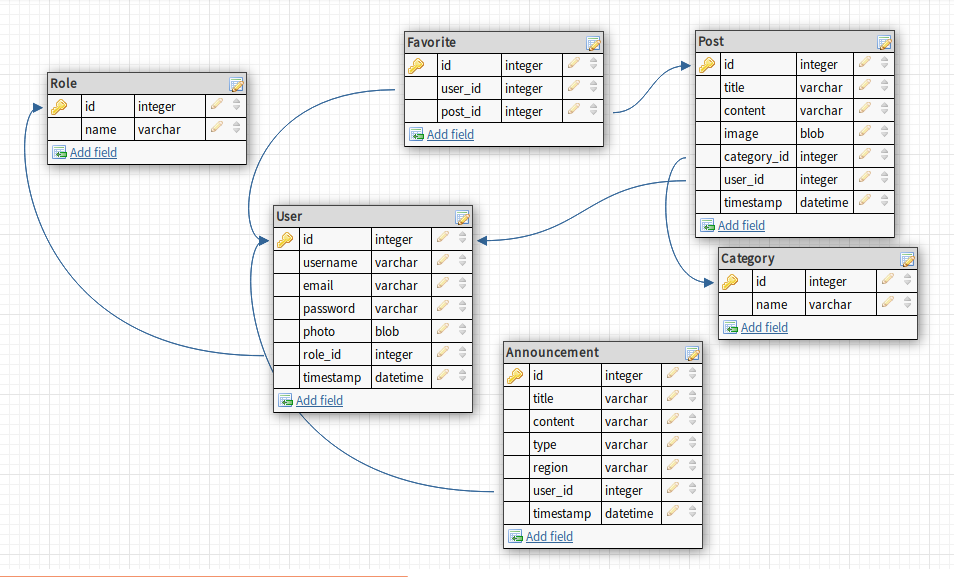 Role
id integer
name varchar
Add field
Favorite
id integer
user_id integer
post_id integer
Add field
Post
id integer
title varchar
content varchar
image blob
category_id integer
user_id integer
timestamp datetime
Add field
User
id integer
username varchar
email varchar
password varchar
photo blob
role_id integer
timestamp datetime
Add field
Category
id integer
name varchar
Add field
Announcement
id integer
title varchar
content varchar
type varchar
region varchar
user_id integer
timestamp datetime
Add field